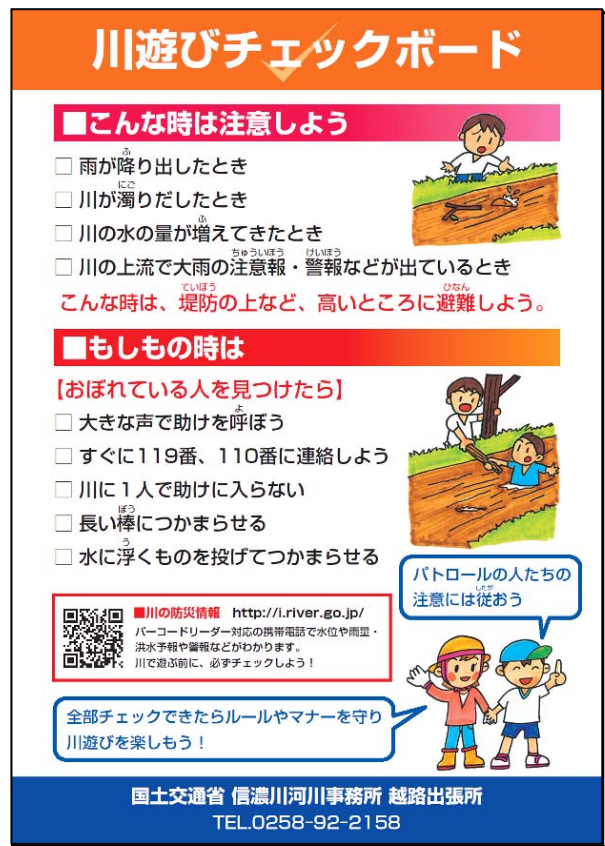 川遊びチェックボード
■こんな時は注意しよう
□ 雨が降り出したとき
□ 川が濁りだしたとき
□ 川の水の量が増えてきたとき
□ 川の上流で大雨の注意報・警報などが出ているとき
こんな時は、堤防の上など、高いところに避難しよう。
■もしもの時は
【おぼれている人を見つけたら】
□ 大きな声で助けを呼ぼう
□ すぐに119番、110番に連絡しよう
□ 川に1人で助けに入らない
□ 長い棒につかまらせる
□ 水に浮くものを投げてつかまらせる
パトロールの人たちの
注意には従おう
■川の防災情報 http://i.river.go.jp/
バーコードリーダー対応の携帯電話で水位や雨量・
洪水予報や警報などがわかります。
川で遊ぶ前に、必ずチェックしよう！
全部チェックできたらルールやマナーを守り
川遊びを楽しもう！
国土交通省 信濃川河川事務所 越路出張所
TEL.0258-92-2158